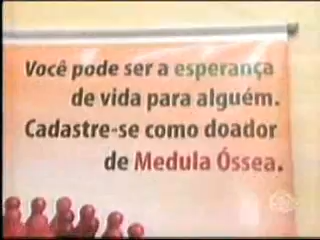 Você pode ser a esperança
de vida para alguém.
Cadastre-se como doador
de Medula Óssea.